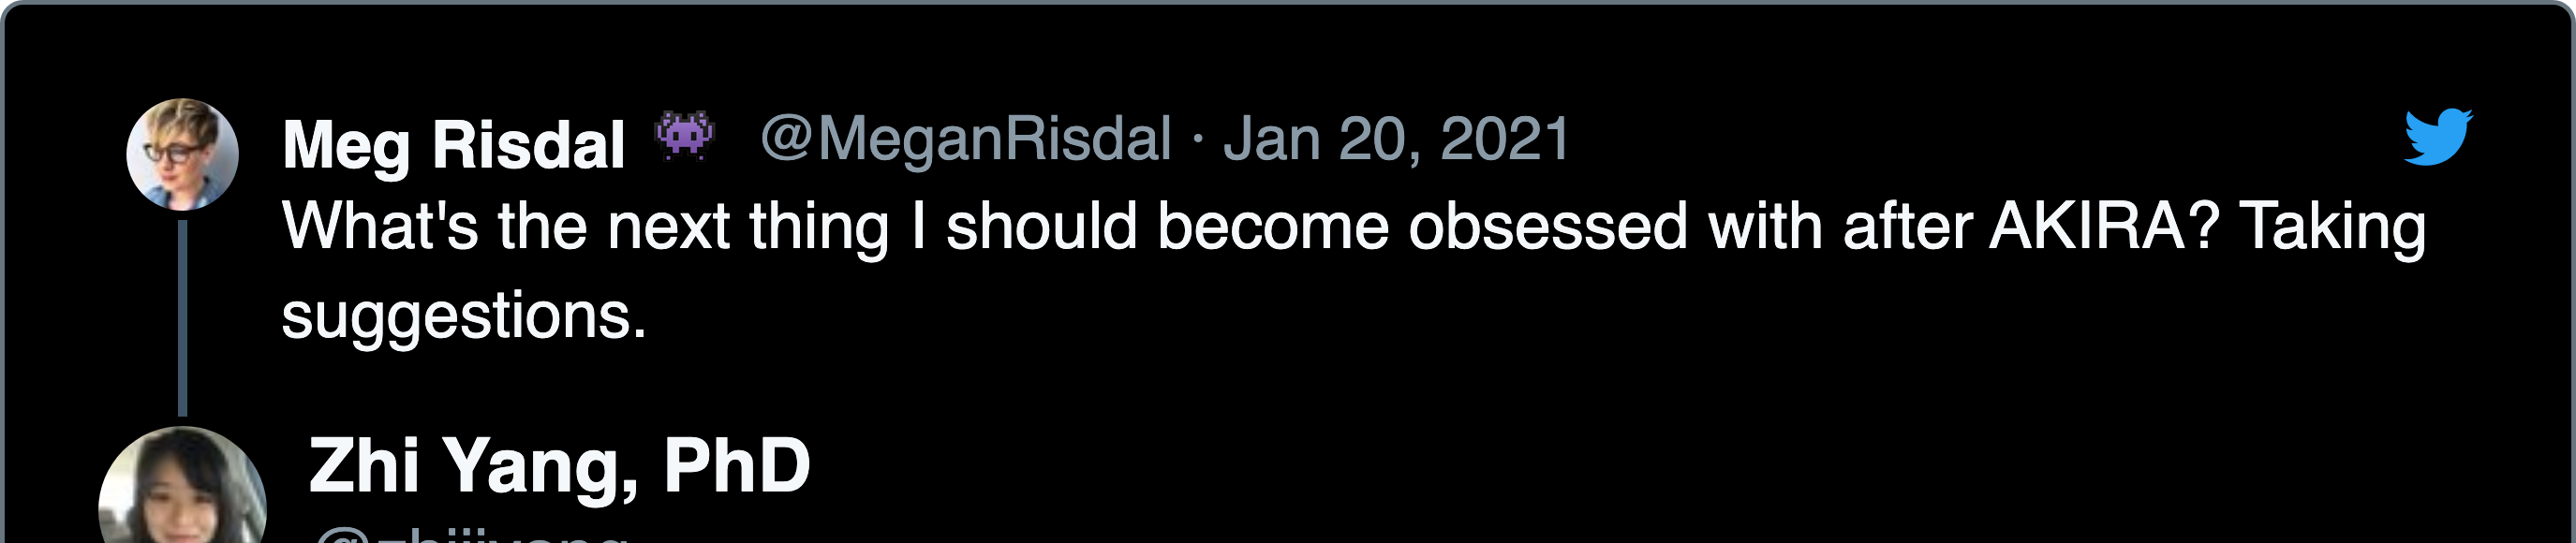 Meg Risdal 👾 @MeganRisdal · Jan 20, 2021
What's the next thing I should become obsessed with after AKIRA? Taking
suggestions.
Zhi Yang, PhD